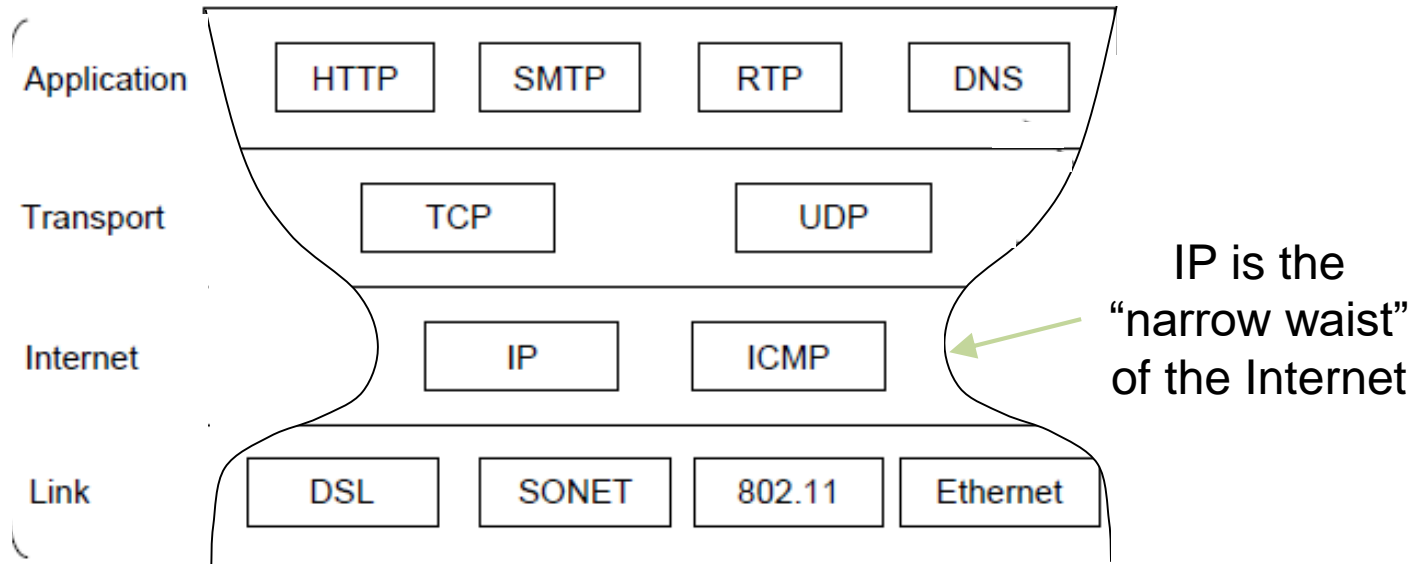 Application HTTP SMTP RTP DNS
Transport TCP UDP
IP is the
“narrow waist”
of the Internet
Internet IP ICMP
Link DSL SONET 802.11 Ethernet